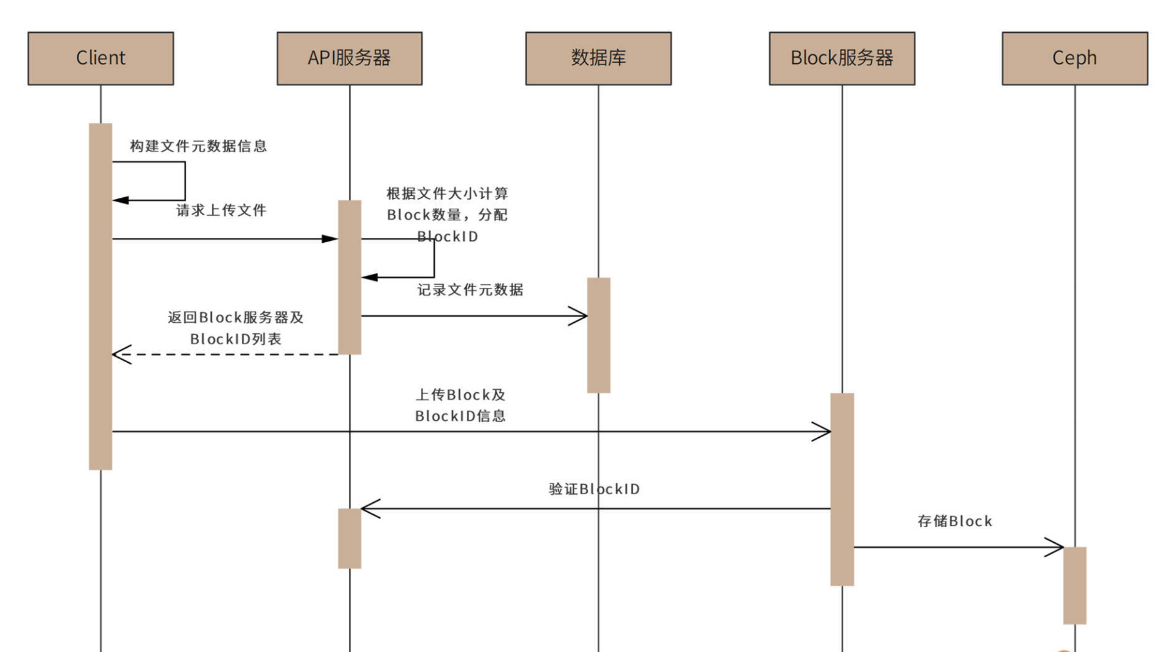 Client
API服务器
数据库
Block服务器
Ceph
构建文件元数据信息
请求上传文件
根据文件大小计算
Block数量，分配
BlockID
记录文件元数据
返回Block服务器及
BlockID列表
上传Block及
BlockID信息
验证BlockID
存储Block